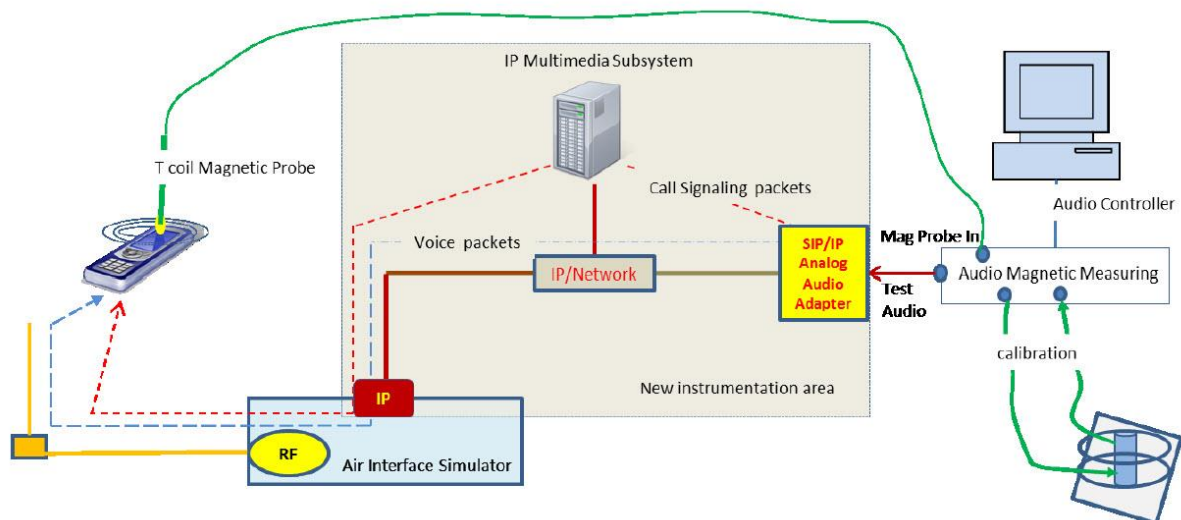 IP Multimedia Subsystem
T coil Magnetic Probe
Call Signaling packets
Audio Controller
Voice packets
SIP/IP
Analog
Audio
Adapter
Mag Probe In
IP/Network
Audio Magnetic Measuring
Test
Audio
calibration
IP
New instrumentation area
RF
Air Interface Simulator